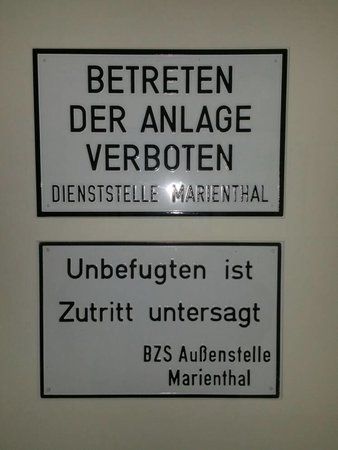 BETRETEN
DER ANLAGE
VERBOTEN
DIENSTSTELLE MARIENTHAL
Unbefugten ist
Zutritt untersagt
BZS Außenstelle
Marienthal